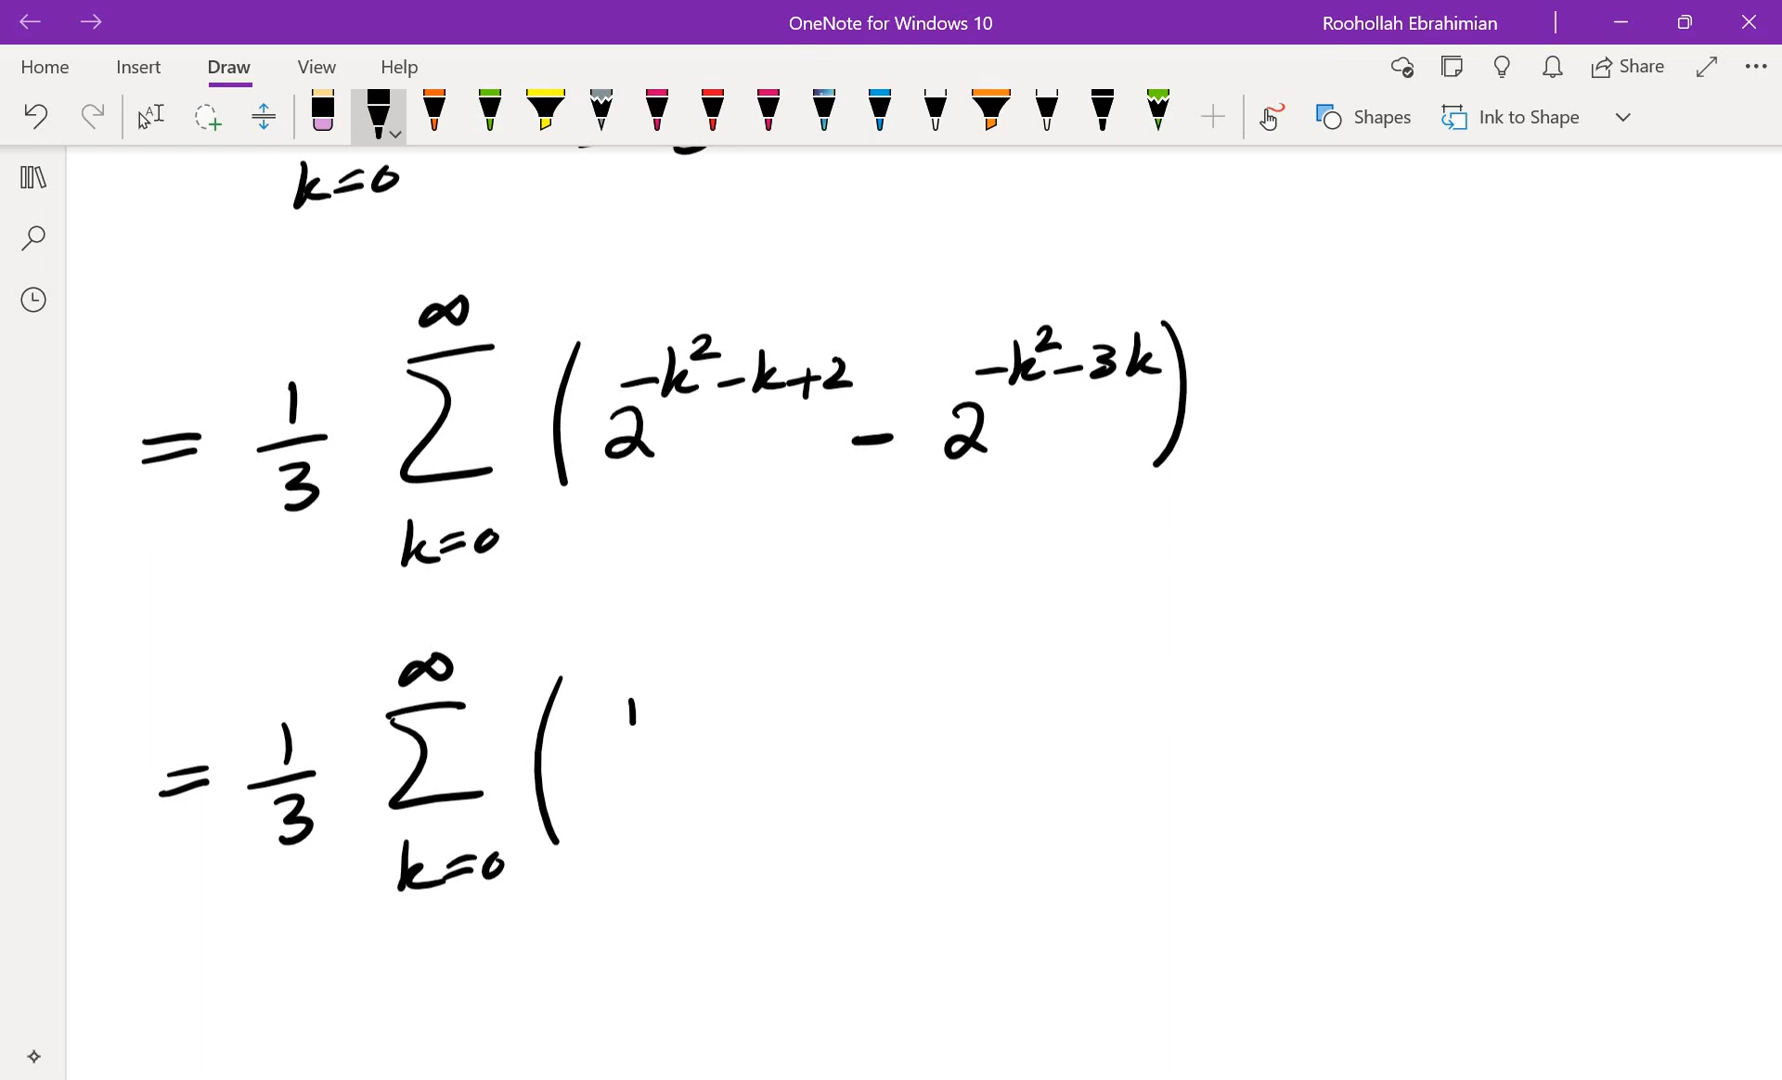 OneNote for Windows 10
Roohollah Ebrahimian
Home Insert Draw View Help
Share
Shapes Ink to Shape
k=0
= 1/3 ∑_{k=0}^{∞} (2^{-k²-k+2} - 2^{-k²-3k})
= 1/3 ∑_{k=0}^{∞} ( 1